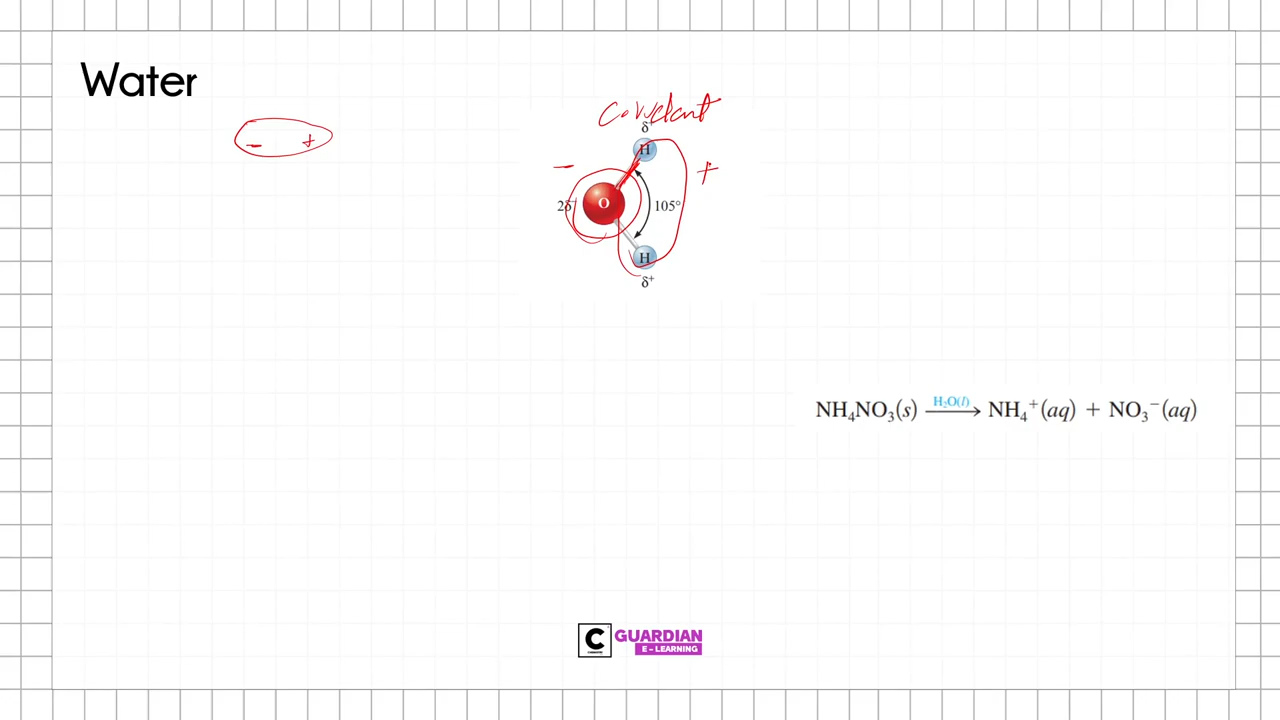 Water
- +
covalent
δ⁺
H
- +
O
2δ⁻
105°
H
δ⁺
H₂O(l)
NH₄NO₃(s) ⟶ NH₄⁺(aq) + NO₃⁻(aq)
C GUARDIAN
E - LEARNING